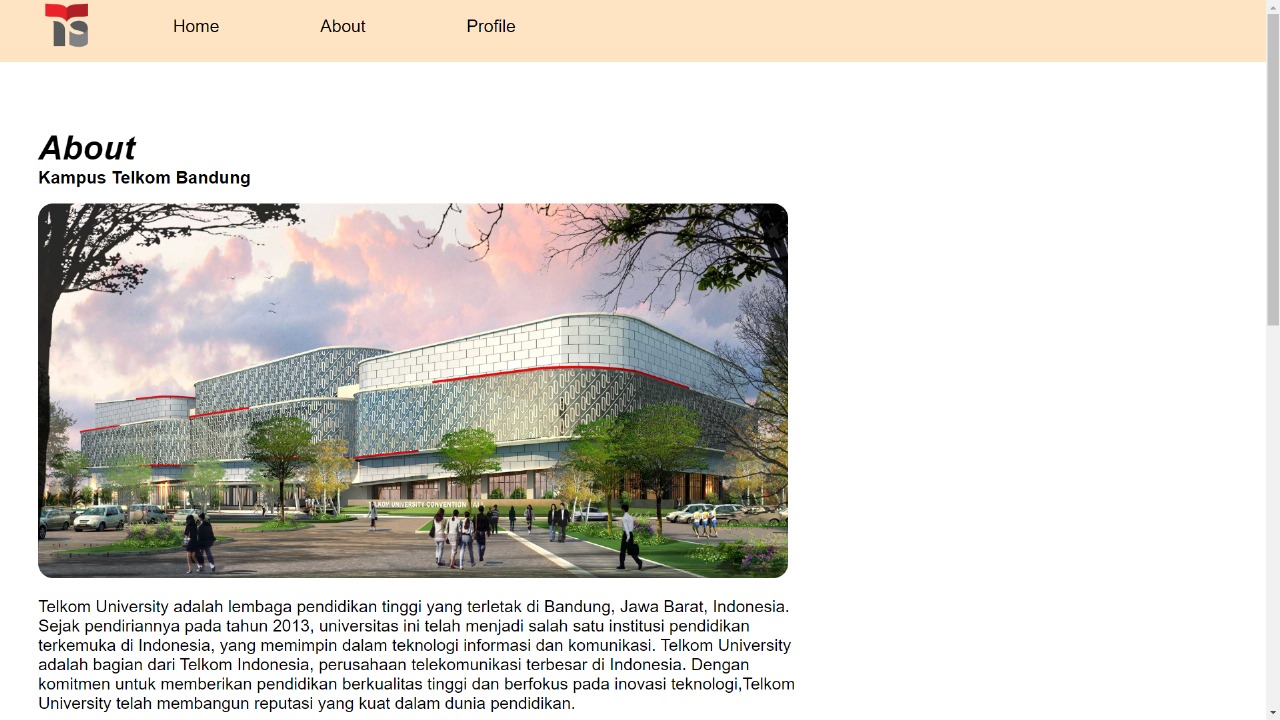 Home About Profile
About
Kampus Telkom Bandung
UNIVERSITY CONVENTION
Telkom University adalah lembaga pendidikan tinggi yang terletak di Bandung, Jawa Barat, Indonesia.
Sejak pendiriannya pada tahun 2013, universitas ini telah menjadi salah satu institusi pendidikan
terkemuka di Indonesia, yang memimpin dalam teknologi informasi dan komunikasi. Telkom University
adalah bagian dari Telkom Indonesia, perusahaan telekomunikasi terbesar di Indonesia. Dengan
komitmen untuk memberikan pendidikan berkualitas tinggi dan berfokus pada inovasi teknologi,Telkom
University telah membangun reputasi yang kuat dalam dunia pendidikan.